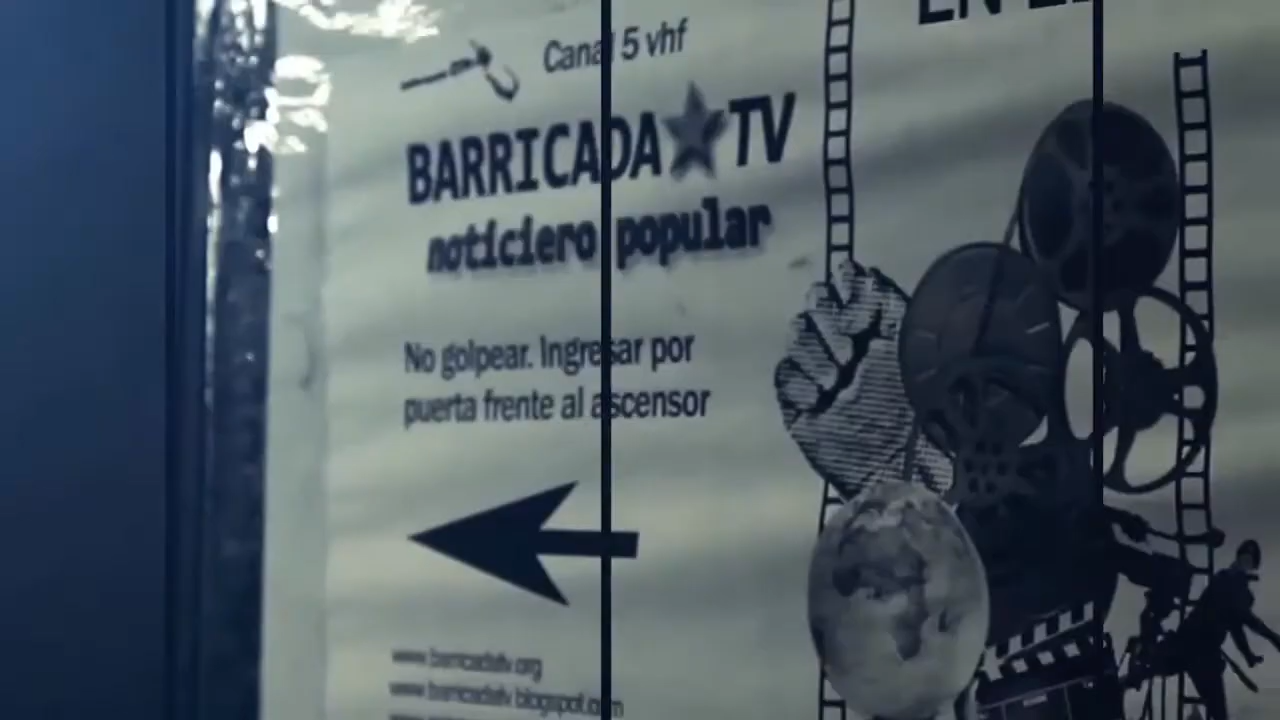 Canal 5 vhf
BARRICADA★TV
noticiero popular
No golpear. Ingresar por
puerta frente al ascensor
www.barricadatv.org
www.barricadatv.blogspot.com
EN